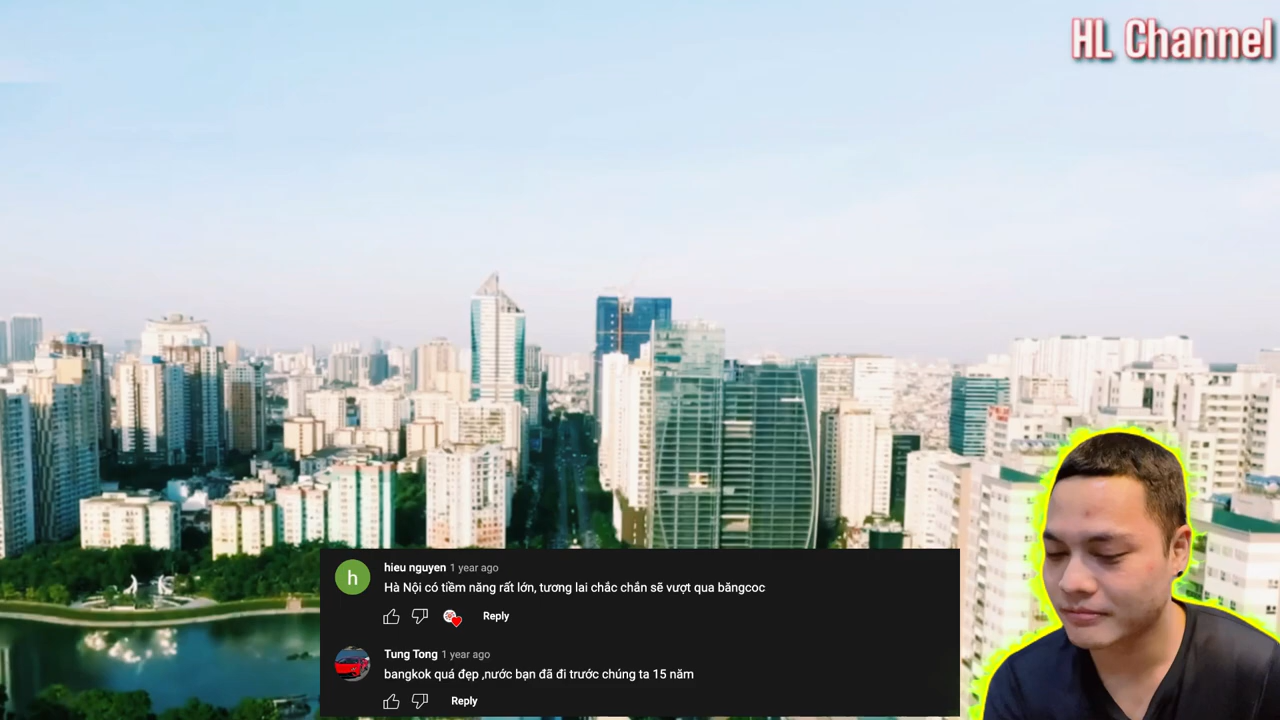 HL Channel
h
hieu nguyen 1 year ago
Hà Nội có tiềm năng rất lớn, tương lai chắc chắn sẽ vượt qua băngcoc
Reply
Tung Tong 1 year ago
bangkok quá đẹp ,nước bạn đã đi trước chúng ta 15 năm
Reply